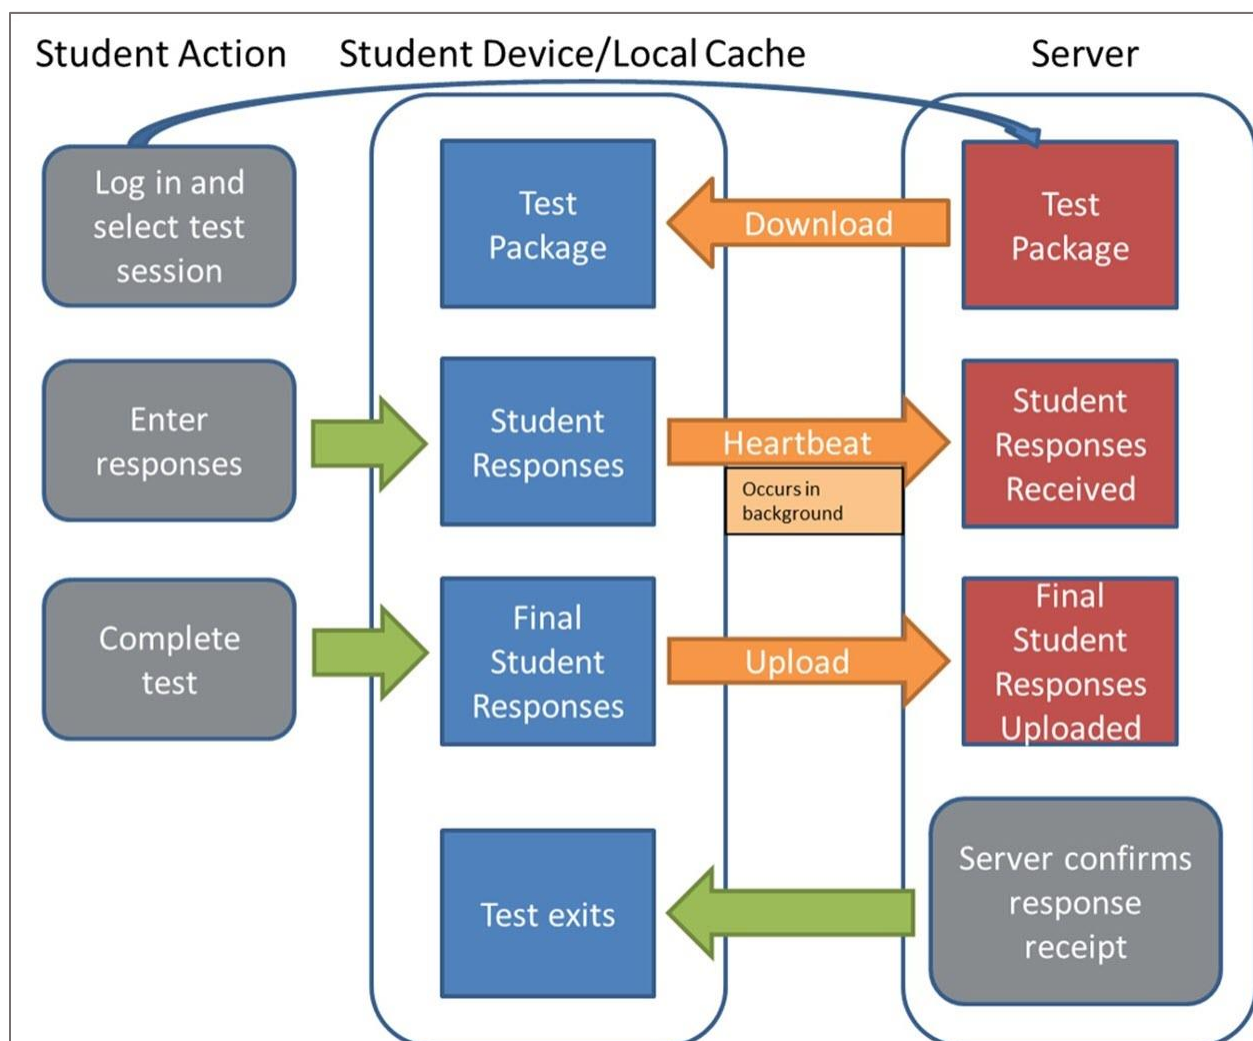 Student Action
Student Device/Local Cache
Server
Log in and
select test
session
Test
Package
Download
Test
Package
Enter
responses
Student
Responses
Heartbeat
Occurs in
background
Student
Responses
Received
Complete
test
Final
Student
Responses
Upload
Final
Student
Responses
Uploaded
Test exits
Server confirms
response
receipt